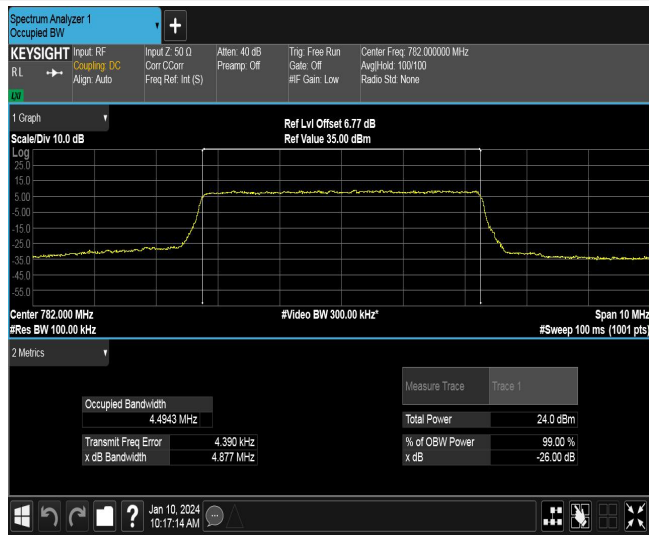 Spectrum Analyzer 1
Occupied BW
+
KEYSIGHT
RL
LXI
Input: RF
Coupling: DC
Align: Auto
Input Z: 50 Ω
Corr CCorr
Freq Ref: Int (S)
Atten: 40 dB
Preamp: Off
Trig: Free Run
Gate: Off
#IF Gain: Low
Center Freq: 782.000000 MHz
Avg|Hold: 100/100
Radio Std: None
1 Graph
Scale/Div 10.0 dB
Ref Lvl Offset 6.77 dB
Ref Value 35.00 dBm
Log
25.0
15.0
5.00
-5.00
-15.0
-25.0
-35.0
-45.0
-55.0
Center 782.000 MHz
#Video BW 300.00 kHz*
Span 10 MHz
#Res BW 100.00 kHz
#Sweep 100 ms (1001 pts)
2 Metrics
Measure Trace Trace 1
Occupied Bandwidth
4.4943 MHz
Total Power 24.0 dBm
Transmit Freq Error 4.390 kHz
% of OBW Power 99.00 %
x dB Bandwidth 4.877 MHz
x dB -26.00 dB
?
Jan 10, 2024
10:17:14 AM